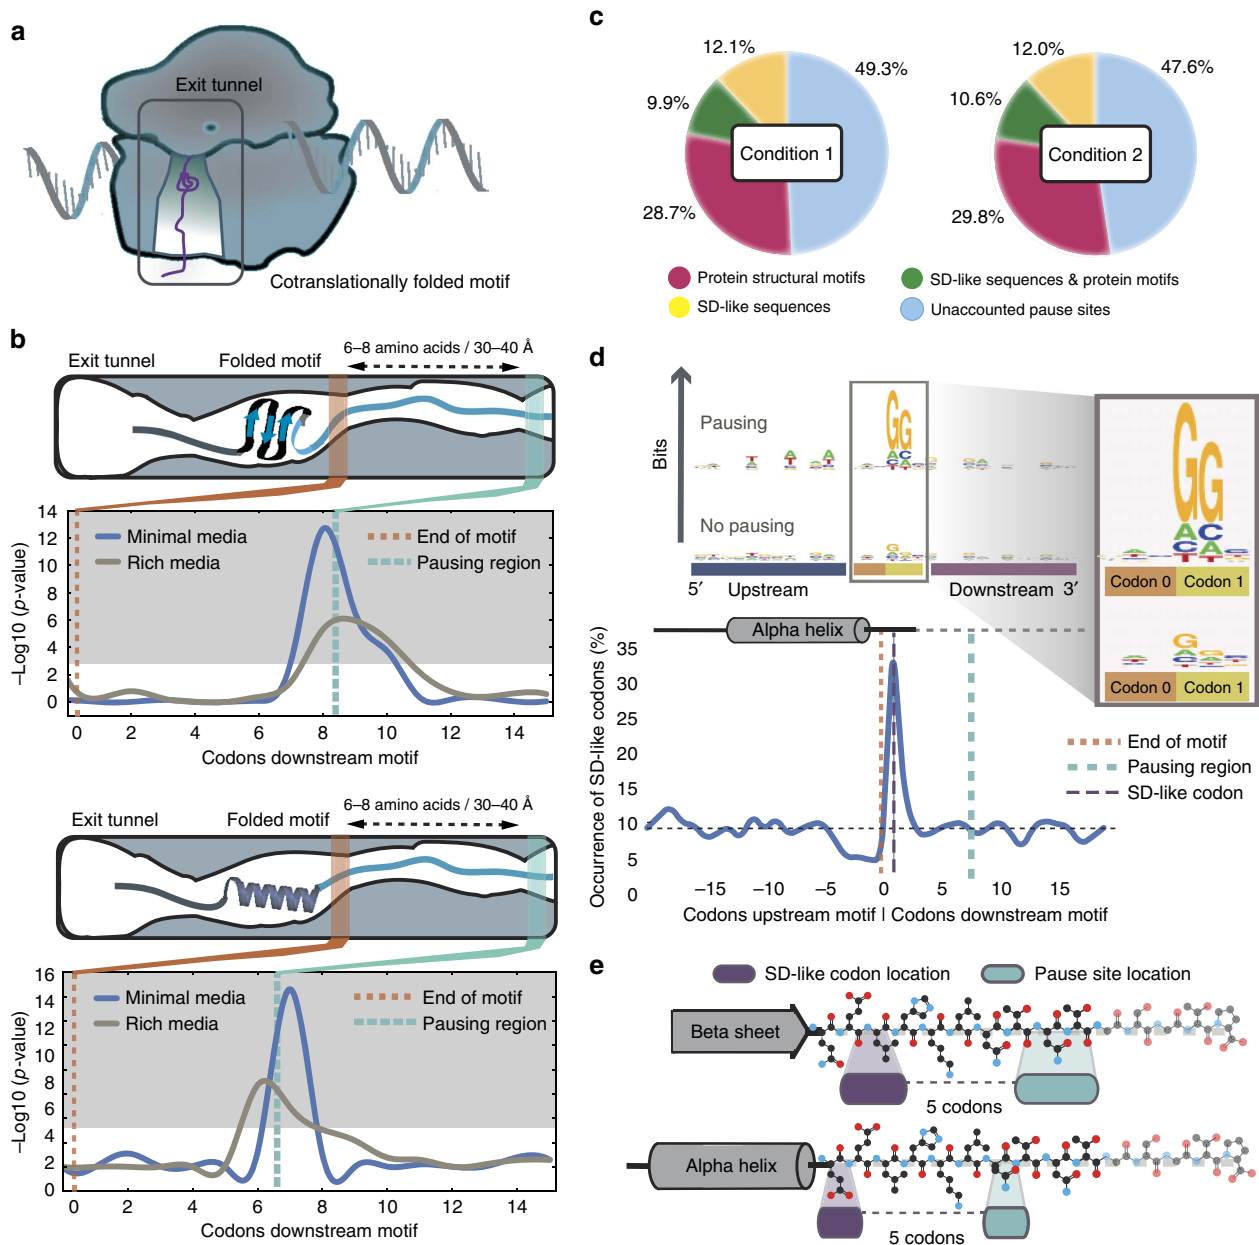 a
Exit tunnel
Cotranslationally folded motif
b
Exit tunnel
Folded motif
6–8 amino acids / 30–40 Å
14
12
10
8
6
4
2
0
–Log10 (p-value)
Minimal media
Rich media
End of motif
Pausing region
0 2 4 6 8 10 12 14
Codons downstream motif
Exit tunnel
Folded motif
6–8 amino acids / 30–40 Å
16
14
12
10
8
6
4
2
0
–Log10 (p-value)
Minimal media
Rich media
End of motif
Pausing region
0 2 4 6 8 10 12 14
Codons downstream motif
c
12.1%
49.3%
9.9%
28.7%
Condition 1
12.0%
47.6%
10.6%
29.8%
Condition 2
Protein structural motifs
SD-like sequences & protein motifs
SD-like sequences
Unaccounted pause sites
d
Bits
Pausing
No pausing
5′ Upstream
Downstream 3′
GG
Codon 0 Codon 1
Codon 0 Codon 1
Alpha helix
35
30
25
20
15
10
5
0
Occurrence of SD-like codons (%)
End of motif
Pausing region
SD-like codon
–15 –10 –5 0 5 10 15
Codons upstream motif | Codons downstream motif
e
SD-like codon location
Pause site location
Beta sheet
5 codons
Alpha helix
5 codons